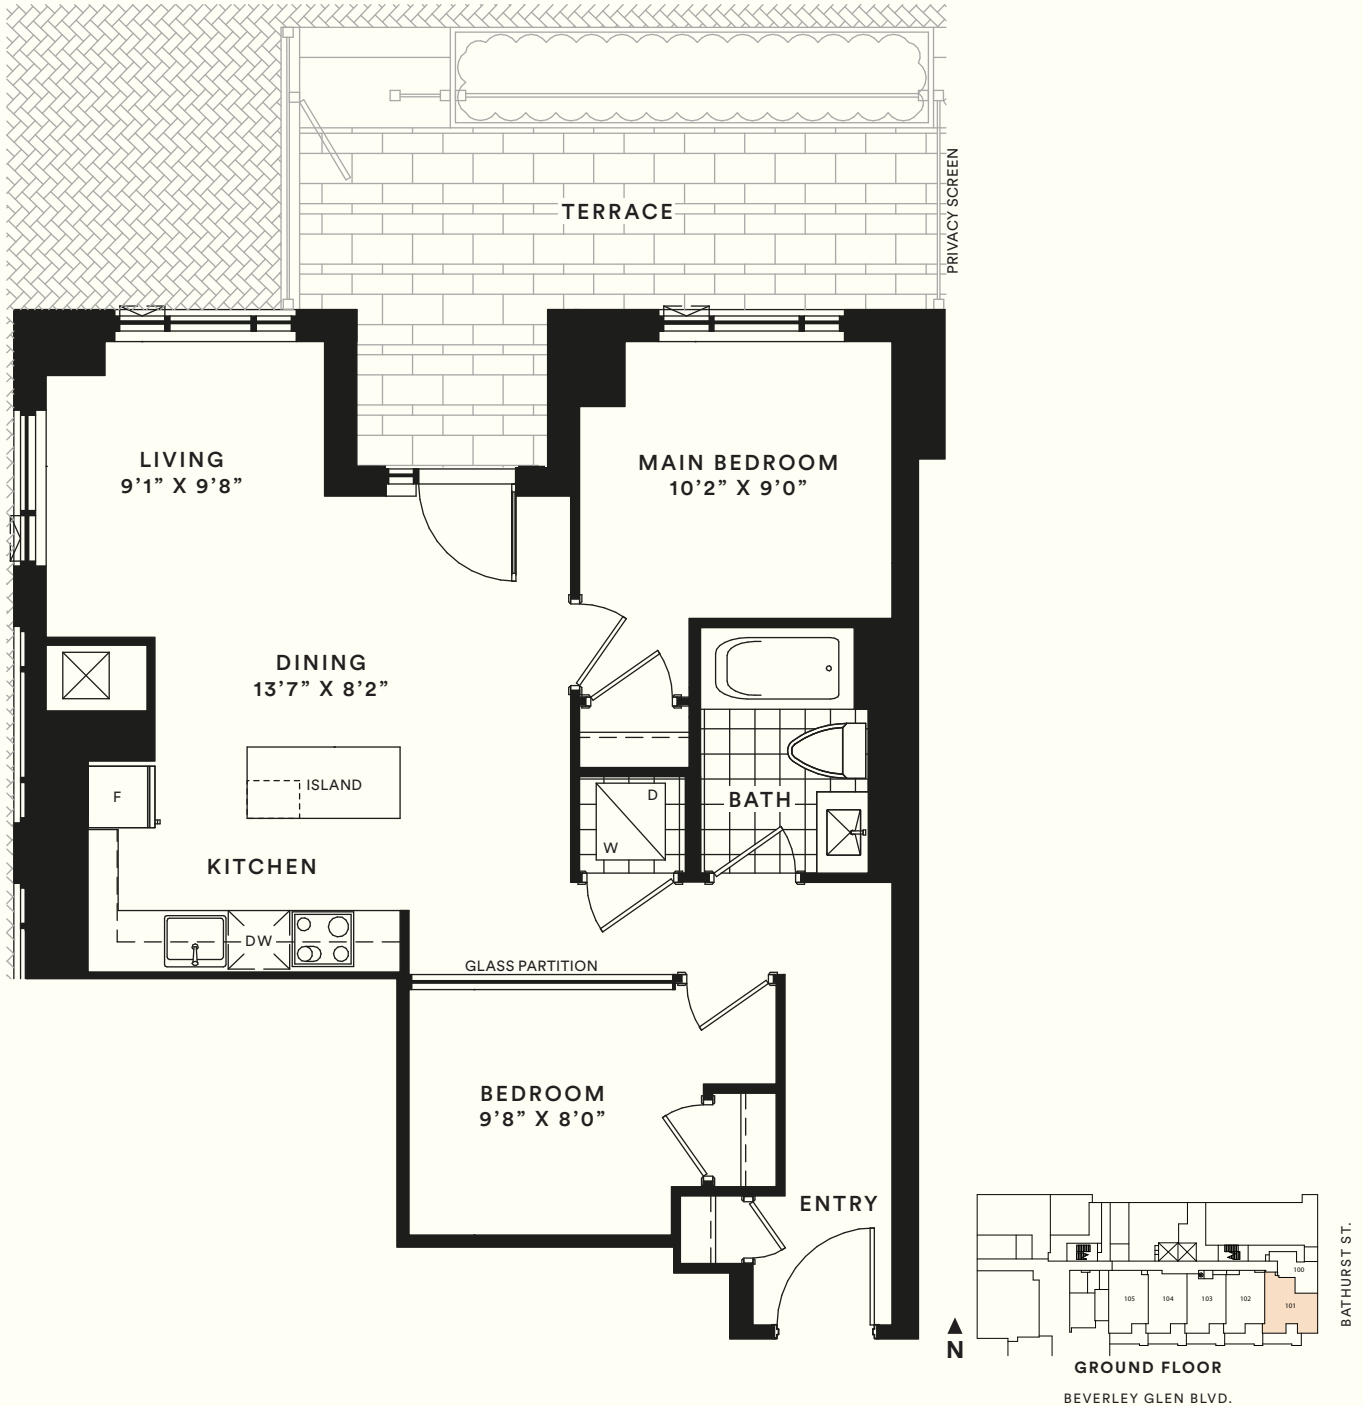 TERRACE
PRIVACY SCREEN
LIVING
9’1” X 9’8”
MAIN BEDROOM
10’2” X 9’0”
DINING
13’7” X 8’2”
ISLAND
F
D
W
BATH
KITCHEN
DW
GLASS PARTITION
BEDROOM
9’8” X 8’0”
ENTRY
100
105
104
103
102
101
BATHURST ST.
N
GROUND FLOOR
BEVERLEY GLEN BLVD.